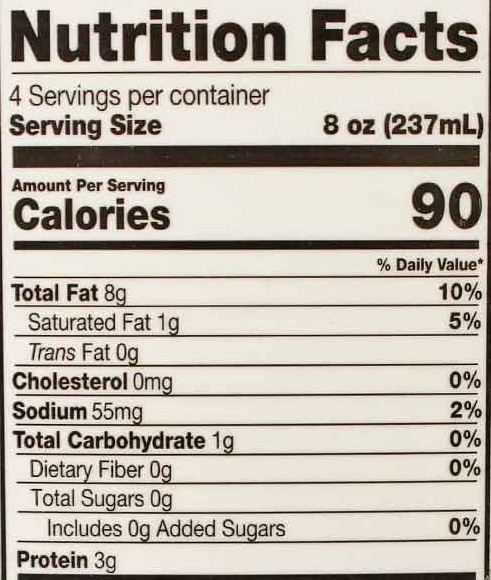 Nutrition Facts
4 Servings per container
Serving Size 8 oz (237mL)
Amount Per Serving
Calories 90
% Daily Value*
Total Fat 8g 10%
Saturated Fat 1g 5%
Trans Fat 0g
Cholesterol 0mg 0%
Sodium 55mg 2%
Total Carbohydrate 1g 0%
Dietary Fiber 0g 0%
Total Sugars 0g
Includes 0g Added Sugars 0%
Protein 3g